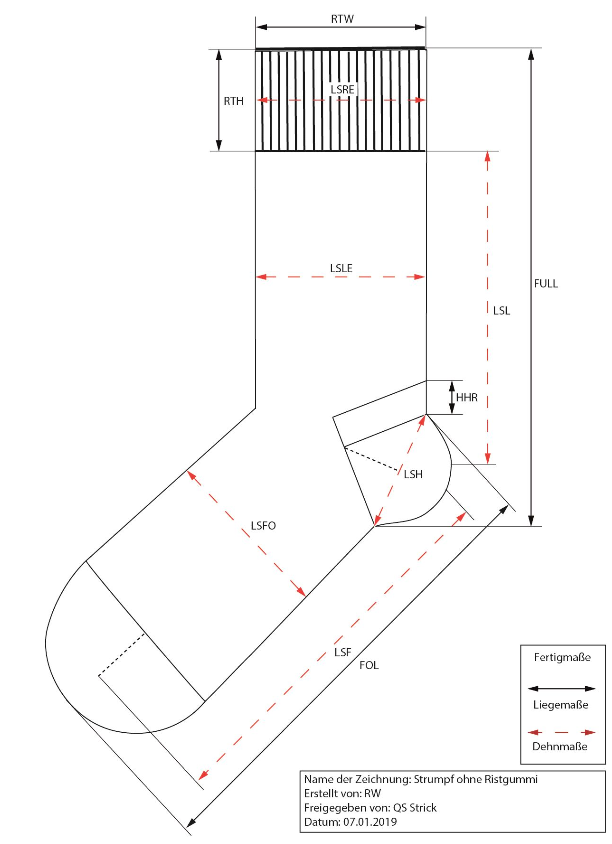 RTW
LSRE
RTH
LSLE
FULL
LSL
HHR
LSH
LSFO
LSF
FOL
Fertigmaße
Liegemaße
Dehnmaße
Name der Zeichnung: Strumpf ohne Ristgummi
Erstellt von: RW
Freigegeben von: QS Strick
Datum: 07.01.2019